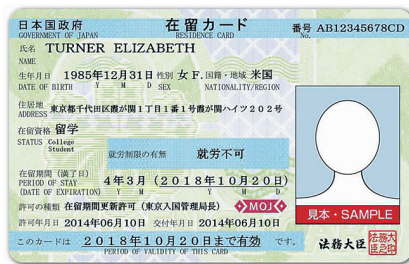 日本国政府 在留カード 番号 AB12345678CD
GOVERNMENT OF JAPAN RESIDENCE CARD No.
氏名 TURNER ELIZABETH
NAME
生年月日 1985年12月31日 性別 女 F. 国籍・地域 米国
DATE OF BIRTH Y M D SEX NATIONALITY/REGION
住居地 東京都千代田区霞が関1丁目1番1号霞が関ハイツ202号
ADDRESS
在留資格 留学
STATUS College Student
就労制限の有無 就労不可
在留期間(満了日) 4年3月(2018年10月20日)
PERIOD OF STAY
(DATE OF EXPIRATION) Y M Y M D
許可の種類 在留期間更新許可(東京入国管理局長) MOJ
許可年月日 2014年06月10日 交付年月日 2014年06月10日
このカードは 2018年10月20日まで有効 です。
PERIOD OF VALIDITY OF THIS CARD
見本・SAMPLE
法務大臣